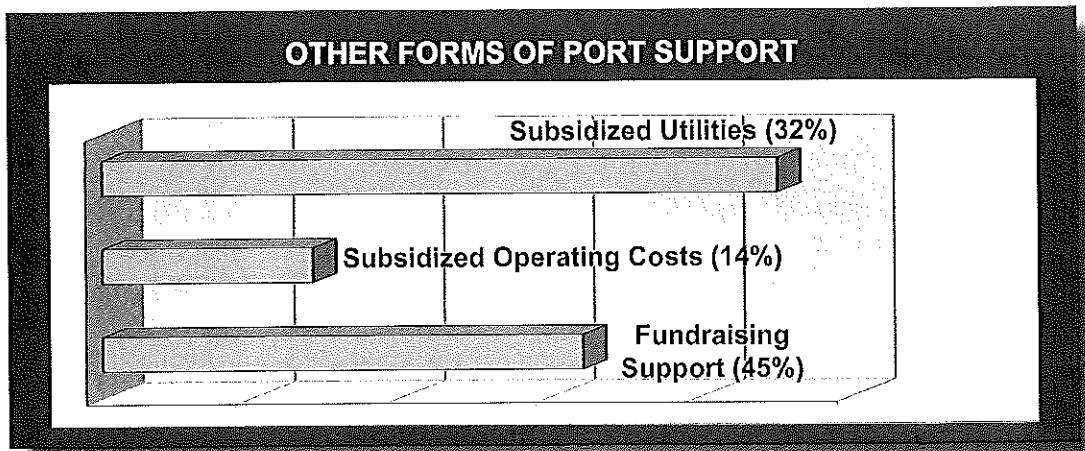 OTHER FORMS OF PORT SUPPORT
Subsidized Utilities (32%)
Subsidized Operating Costs (14%)
Fundraising
Support (45%)